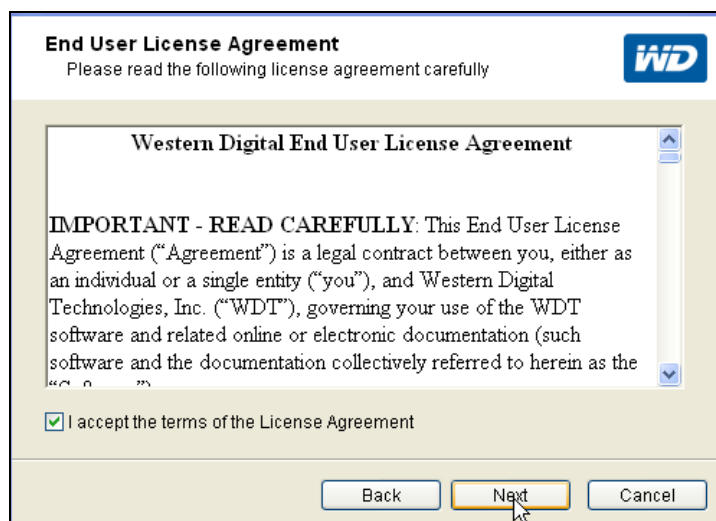 End User License Agreement
Please read the following license agreement carefully
WD
Western Digital End User License Agreement
IMPORTANT - READ CAREFULLY: This End User License
Agreement (“Agreement”) is a legal contract between you, either as
an individual or a single entity (“you”), and Western Digital
Technologies, Inc. (“WDT”), governing your use of the WDT
software and related online or electronic documentation (such
software and the documentation collectively referred to herein as the
I accept the terms of the License Agreement
Back Next Cancel